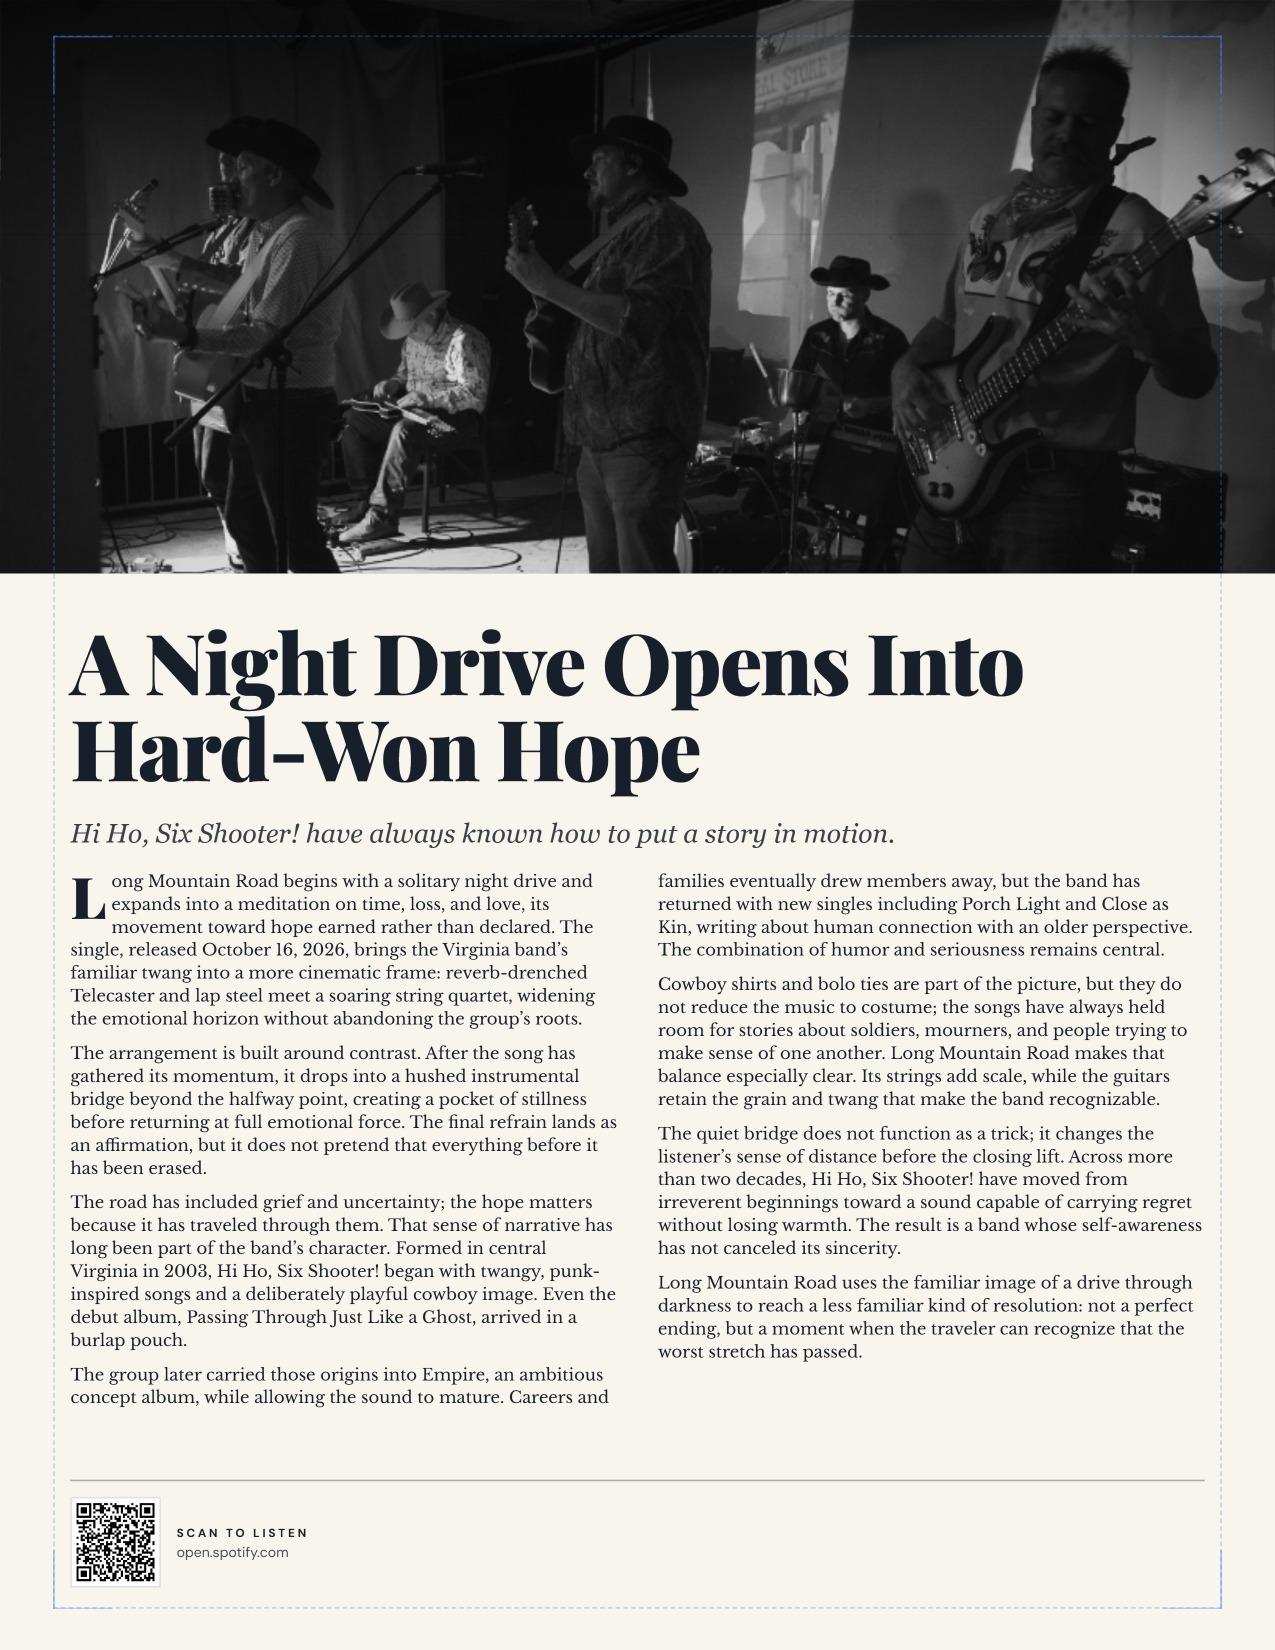 AL STORE
A Night Drive Opens Into
Hard-Won Hope
Hi Ho, Six Shooter! have always known how to put a story in motion.
Long Mountain Road begins with a solitary night drive and
expands into a meditation on time, loss, and love, its
movement toward hope earned rather than declared. The
single, released October 16, 2026, brings the Virginia band’s
familiar twang into a more cinematic frame: reverb-drenched
Telecaster and lap steel meet a soaring string quartet, widening
the emotional horizon without abandoning the group’s roots.
The arrangement is built around contrast. After the song has
gathered its momentum, it drops into a hushed instrumental
bridge beyond the halfway point, creating a pocket of stillness
before returning at full emotional force. The final refrain lands as
an affirmation, but it does not pretend that everything before it
has been erased.
The road has included grief and uncertainty; the hope matters
because it has traveled through them. That sense of narrative has
long been part of the band’s character. Formed in central
Virginia in 2003, Hi Ho, Six Shooter! began with twangy, punk-
inspired songs and a deliberately playful cowboy image. Even the
debut album, Passing Through Just Like a Ghost, arrived in a
burlap pouch.
The group later carried those origins into Empire, an ambitious
concept album, while allowing the sound to mature. Careers and
families eventually drew members away, but the band has
returned with new singles including Porch Light and Close as
Kin, writing about human connection with an older perspective.
The combination of humor and seriousness remains central.
Cowboy shirts and bolo ties are part of the picture, but they do
not reduce the music to costume; the songs have always held
room for stories about soldiers, mourners, and people trying to
make sense of one another. Long Mountain Road makes that
balance especially clear. Its strings add scale, while the guitars
retain the grain and twang that make the band recognizable.
The quiet bridge does not function as a trick; it changes the
listener’s sense of distance before the closing lift. Across more
than two decades, Hi Ho, Six Shooter! have moved from
irreverent beginnings toward a sound capable of carrying regret
without losing warmth. The result is a band whose self-awareness
has not canceled its sincerity.
Long Mountain Road uses the familiar image of a drive through
darkness to reach a less familiar kind of resolution: not a perfect
ending, but a moment when the traveler can recognize that the
worst stretch has passed.
SCAN TO LISTEN
open.spotify.com